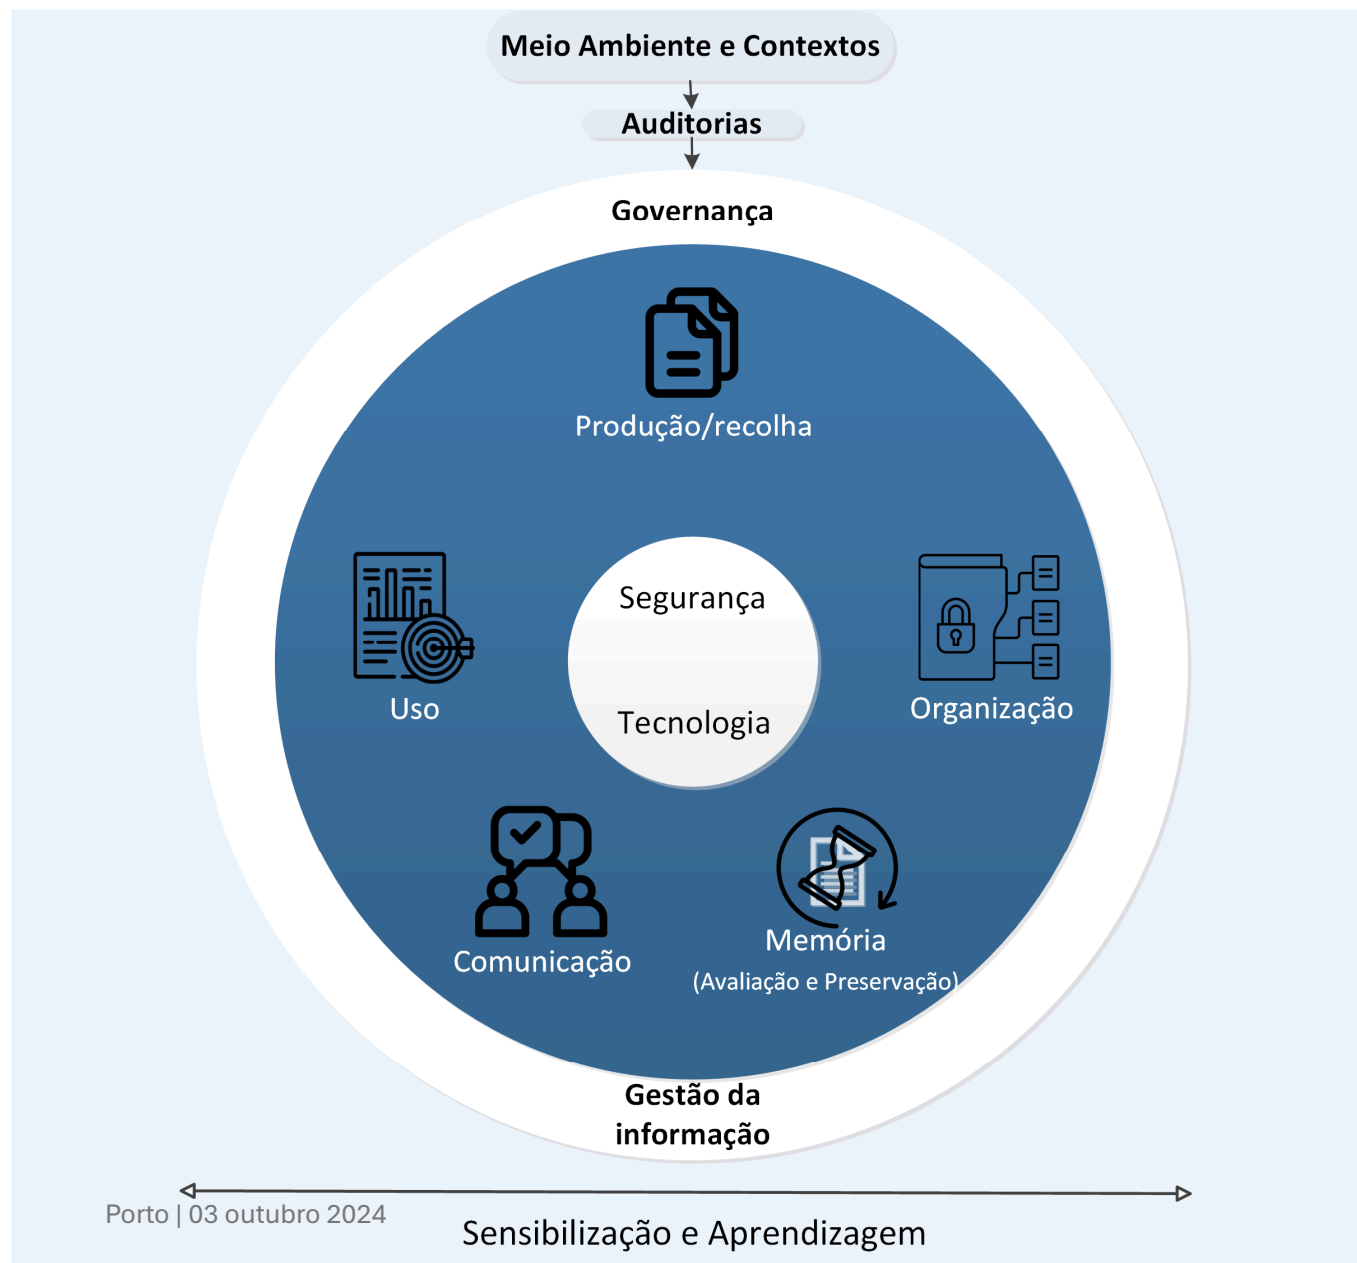 Meio Ambiente e Contextos
Auditorias
Governança
Produção/recolha
Segurança
Tecnologia
Uso
Organização
Comunicação
Memória
(Avaliação e Preservação)
Gestão da
informação
Porto | 03 outubro 2024
Sensibilização e Aprendizagem